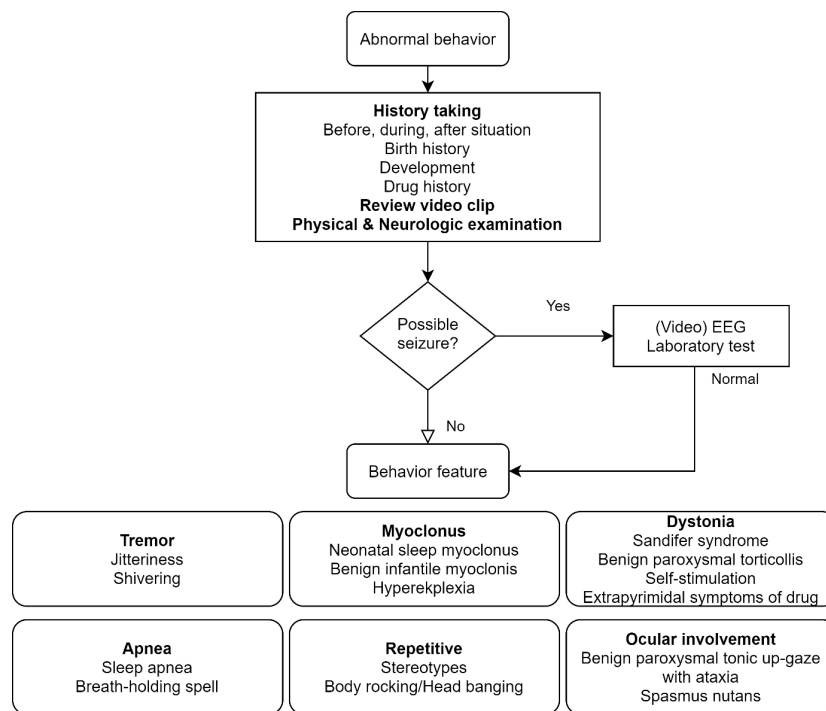 Abnormal behavior
History taking
Before, during, after situation
Birth history
Development
Drug history
Review video clip
Physical & Neurologic examination
Possible
seizure?
Yes
(Video) EEG
Laboratory test
Normal
No
Behavior feature
Tremor
Jitteriness
Shivering
Myoclonus
Neonatal sleep myoclonus
Benign infantile myoclonis
Hyperekplexia
Dystonia
Sandifer syndrome
Benign paroxysmal torticollis
Self-stimulation
Extrapyrimidal symptoms of drug
Apnea
Sleep apnea
Breath-holding spell
Repetitive
Stereotypes
Body rocking/Head banging
Ocular involvement
Benign paroxysmal tonic up-gaze
with ataxia
Spasmus nutans